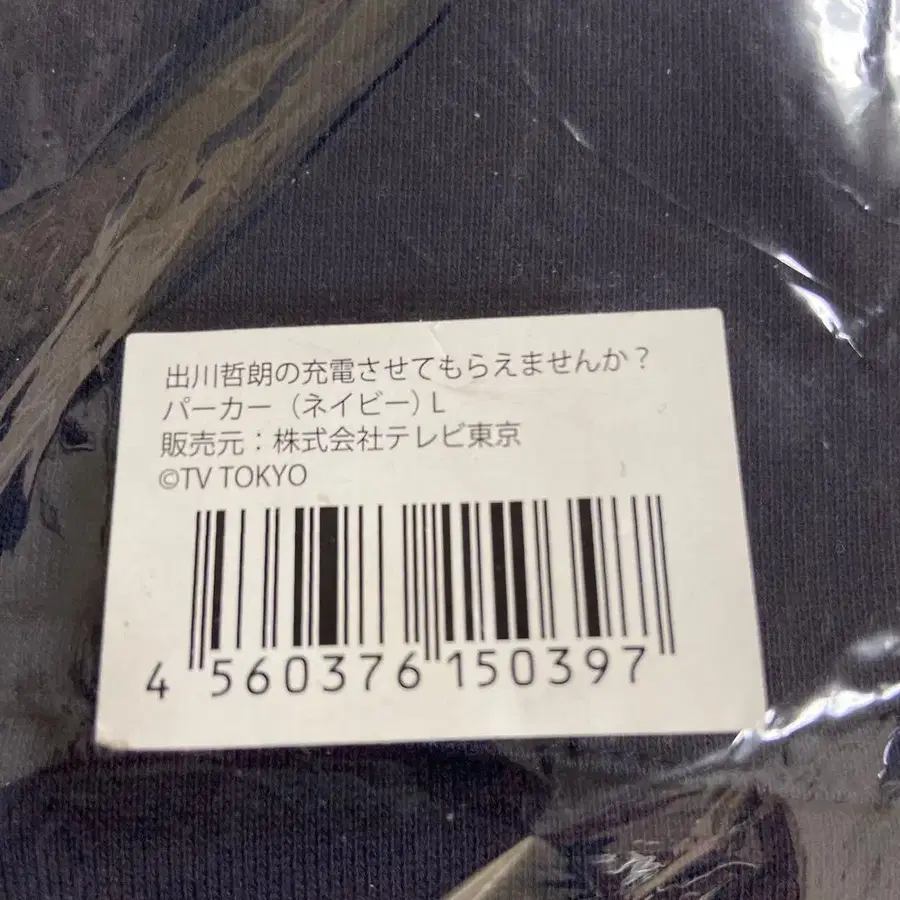 出川哲朗の充電させてもらえませんか？
パーカー（ネイビー）L
販売元：株式会社テレビ東京
©TV TOKYO
4 560376 150397